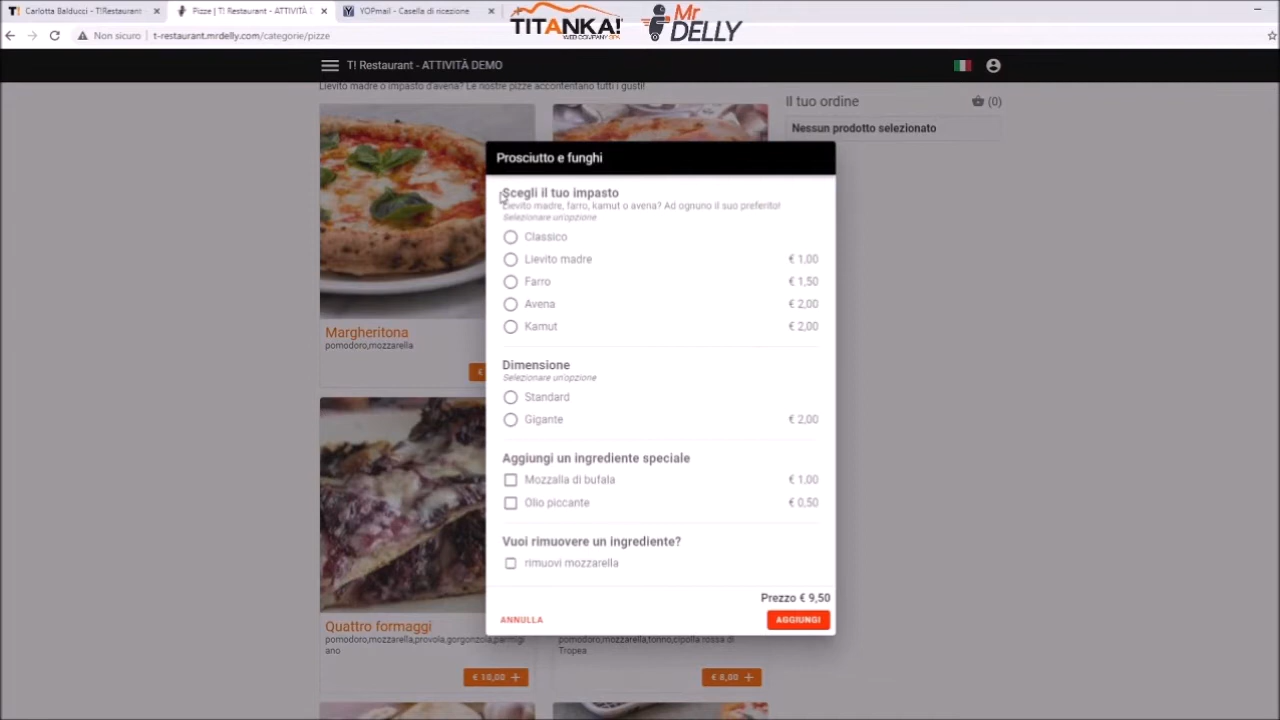 Carlotta Balducci - T!Restaurant
Pizze | T! Restaurant - ATTIVITÀ D
YOPmail - Casella di ricezione
TITANKA!
WEB COMPANY SPA
Mr DELLY
Non sicuro | t-restaurant.mrdelly.com/categorie/pizze
T! Restaurant - ATTIVITÀ DEMO
Lievito madre o impasto d'avena? Le nostre pizze accontentano tutti i gusti!
Il tuo ordine (0)
Nessun prodotto selezionato
Prosciutto e funghi
Scegli il tuo impasto
Lievito madre, farro, kamut o avena? Ad ognuno il suo preferito!
Selezionare un'opzione
Classico
Lievito madre € 1,00
Farro € 1,50
Avena € 2,00
Kamut € 2,00
Dimensione
Selezionare un'opzione
Standard
Gigante € 2,00
Aggiungi un ingrediente speciale
Mozzalla di bufala € 1,00
Olio piccante € 0,50
Vuoi rimuovere un ingrediente?
rimuovi mozzarella
Prezzo € 9,50
ANNULLA AGGIUNGI
Margheritona
pomodoro,mozzarella
€
Quattro formaggi
pomodoro,mozzarella,provola,gorgonzola,parmigi
ano
€ 10,00 +
pomodoro,mozzarella,tonno,cipolla rossa di
Tropea
€ 8,00 +